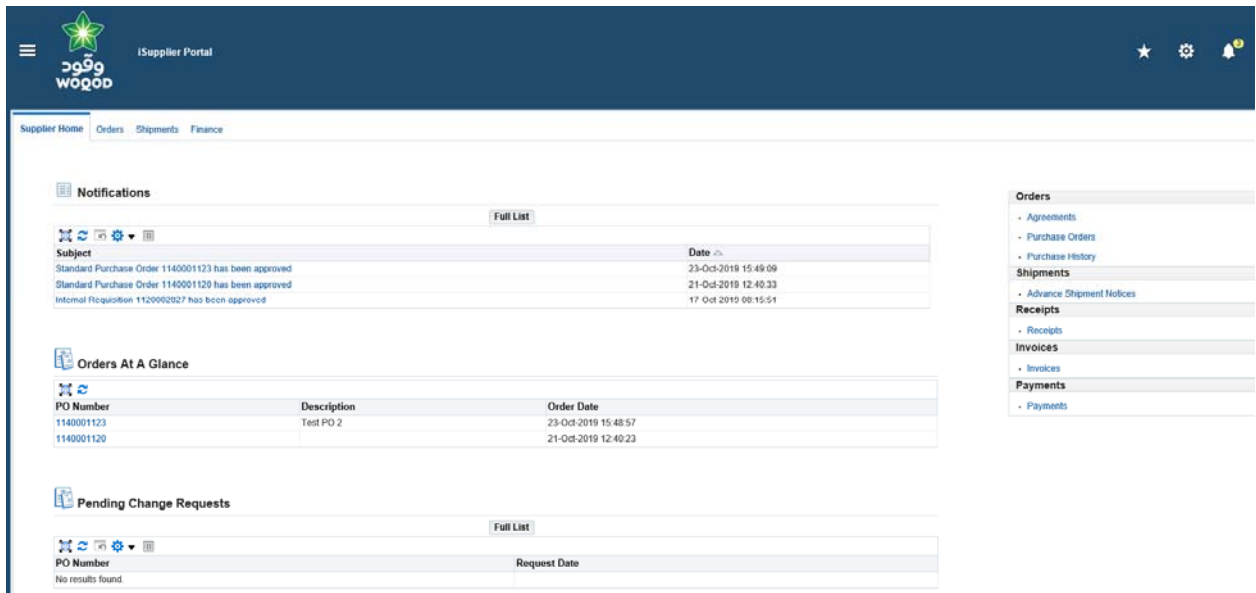 وقود
WOQOD
iSupplier Portal
3
Supplier Home Orders Shipments Finance
Notifications
Full List
Subject Date
Standard Purchase Order 1140001123 has been approved 23-Oct-2019 15:49:09
Standard Purchase Order 1140001120 has been approved 21-Oct-2019 12:40:33
Internal Requisition 1120002827 has been approved 17-Oct-2019 08:15:51
Orders At A Glance
PO Number Description Order Date
1140001123 Test PO 2 23-Oct-2019 15:48:57
1140001120 21-Oct-2019 12:40:23
Pending Change Requests
Full List
PO Number Request Date
No results found.
Orders
Agreements
Purchase Orders
Purchase History
Shipments
Advance Shipment Notices
Receipts
Receipts
Invoices
Invoices
Payments
Payments